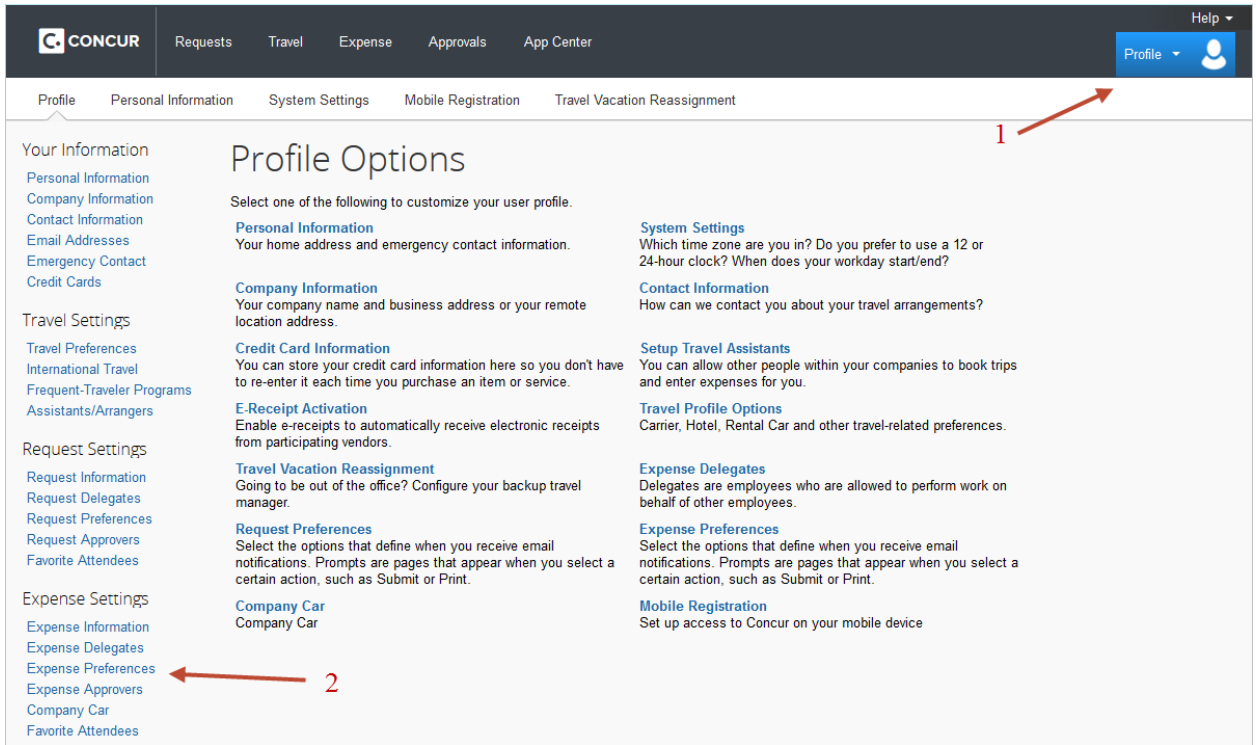 Help
C. CONCUR Requests Travel Expense Approvals App Center
Profile
Profile Personal Information System Settings Mobile Registration Travel Vacation Reassignment
1
Your Information
Personal Information
Company Information
Contact Information
Email Addresses
Emergency Contact
Credit Cards
Travel Settings
Travel Preferences
International Travel
Frequent-Traveler Programs
Assistants/Arrangers
Request Settings
Request Information
Request Delegates
Request Preferences
Request Approvers
Favorite Attendees
Expense Settings
Expense Information
Expense Delegates
Expense Preferences
Expense Approvers
Company Car
Favorite Attendees
2
Profile Options
Select one of the following to customize your user profile.
Personal Information
Your home address and emergency contact information.
Company Information
Your company name and business address or your remote
location address.
Credit Card Information
You can store your credit card information here so you don't have
to re-enter it each time you purchase an item or service.
E-Receipt Activation
Enable e-receipts to automatically receive electronic receipts
from participating vendors.
Travel Vacation Reassignment
Going to be out of the office? Configure your backup travel
manager.
Request Preferences
Select the options that define when you receive email
notifications. Prompts are pages that appear when you select a
certain action, such as Submit or Print.
Company Car
Company Car
System Settings
Which time zone are you in? Do you prefer to use a 12 or
24-hour clock? When does your workday start/end?
Contact Information
How can we contact you about your travel arrangements?
Setup Travel Assistants
You can allow other people within your companies to book trips
and enter expenses for you.
Travel Profile Options
Carrier, Hotel, Rental Car and other travel-related preferences.
Expense Delegates
Delegates are employees who are allowed to perform work on
behalf of other employees.
Expense Preferences
Select the options that define when you receive email
notifications. Prompts are pages that appear when you select a
certain action, such as Submit or Print.
Mobile Registration
Set up access to Concur on your mobile device